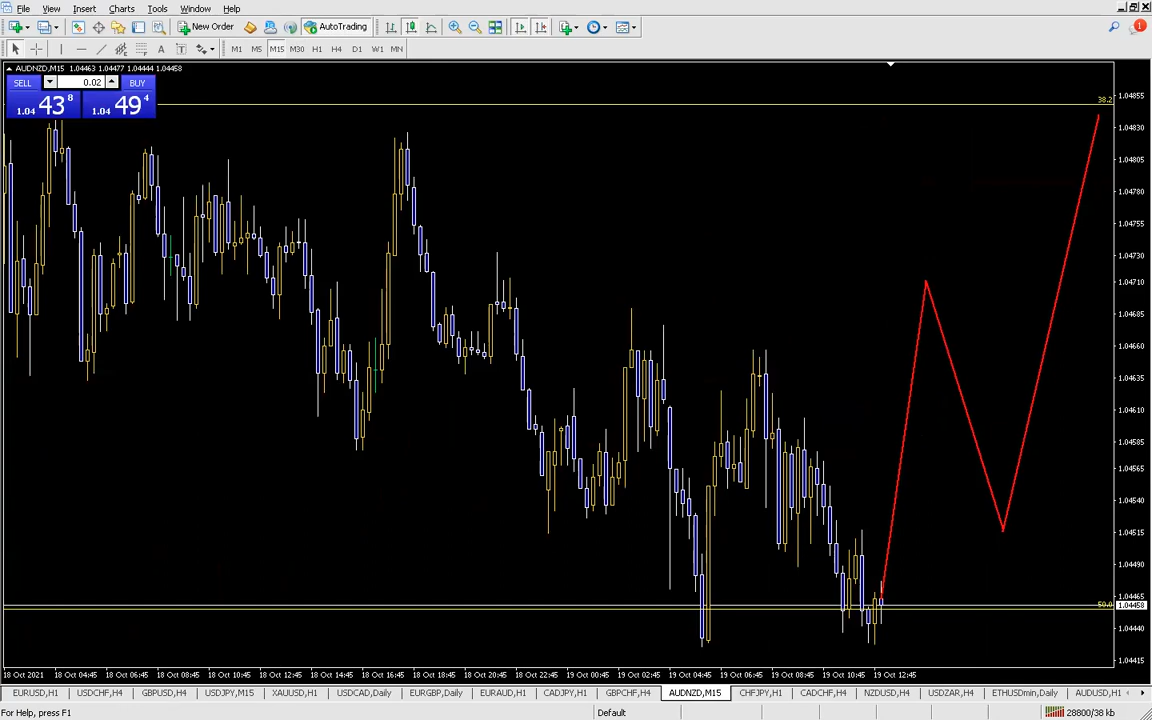 File View Insert Charts Tools Window Help
New Order AutoTrading 1
A T M1 M5 M15 M30 H1 H4 D1 W1 MN
AUDNZD,M15 1.04463 1.04477 1.04444 1.04458
SELL 0.02 BUY
1.04 43 8 1.04 49 4
38.2
50.0
1.04855
1.04830
1.04805
1.04780
1.04755
1.04730
1.04710
1.04685
1.04660
1.04635
1.04610
1.04585
1.04565
1.04540
1.04515
1.04490
1.04465
1.04458
1.04440
1.04415
18 Oct 2021 18 Oct 04:45 18 Oct 06:45 18 Oct 08:45 18 Oct 10:45 18 Oct 12:45 18 Oct 14:45 18 Oct 16:45 18 Oct 18:45 18 Oct 20:45 18 Oct 22:45 19 Oct 00:45 19 Oct 02:45 19 Oct 04:45 19 Oct 06:45 19 Oct 08:45 19 Oct 10:45 19 Oct 12:45
EURUSD,H1 USDCHF,H4 GBPUSD,H4 USDJPY,M15 XAUUSD,H1 USDCAD,Daily EURGBP,Daily EURAUD,H1 CADJPY,H1 GBPCHF,H4 AUDNZD,M15 CHFJPY,H1 CADCHF,H4 NZDUSD,H4 USDZAR,H4 ETHUSDmin,Daily AUDUSD,H1
For Help, press F1 Default 28800/38 kb